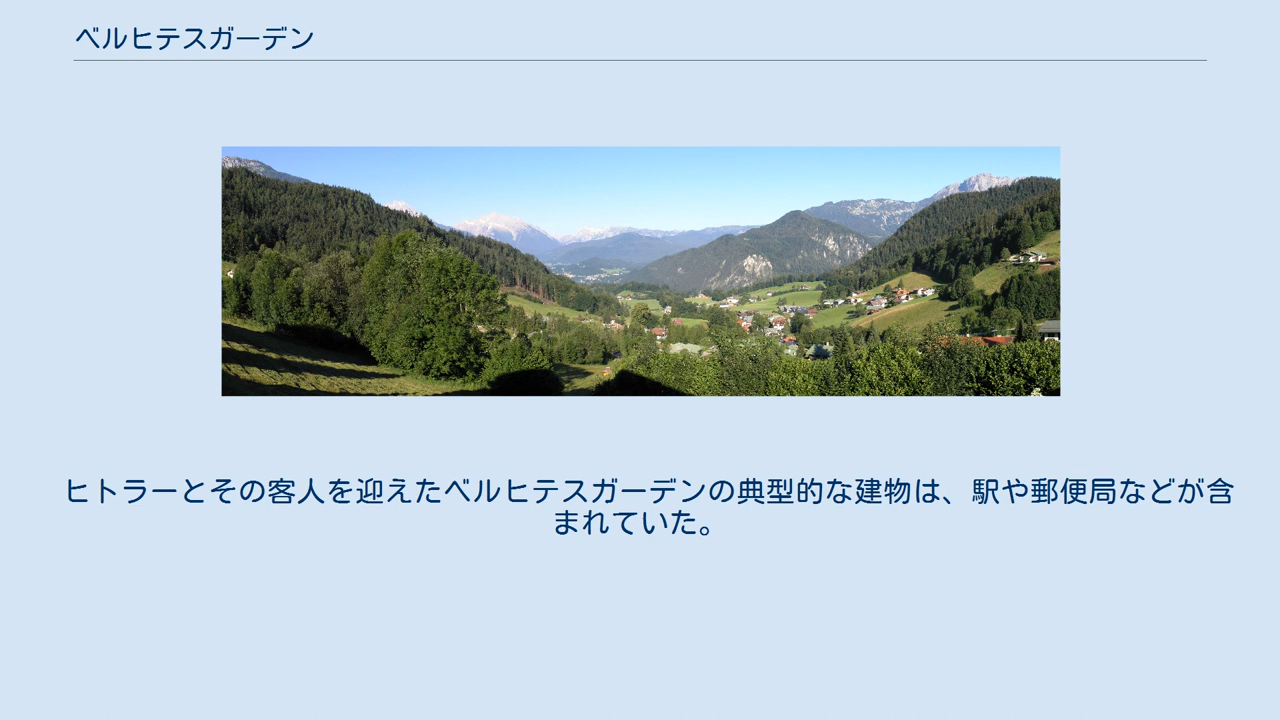 ベルヒテスガーデン
ヒトラーとその客人を迎えたベルヒテスガーデンの典型的な建物は、駅や郵便局などが含
まれていた。